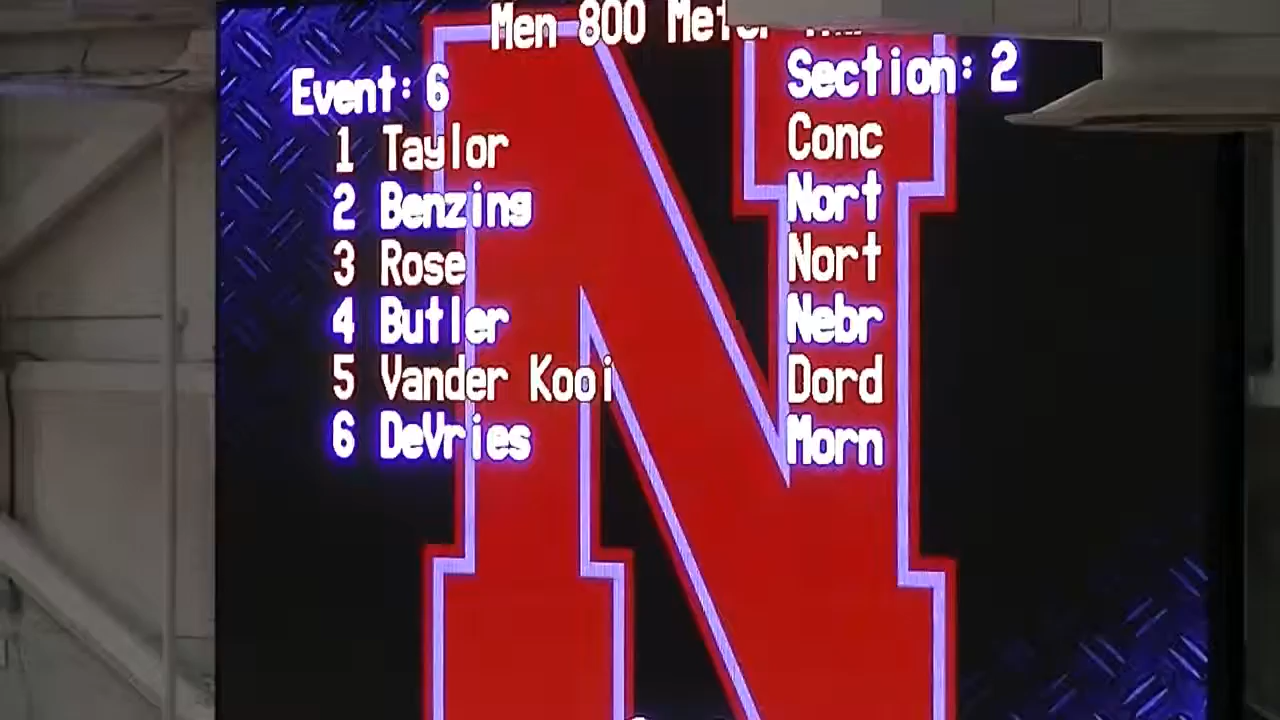 Men 800 Meter
Event: 6 Section: 2
1 Taylor Conc
2 Benzing Nort
3 Rose Nort
4 Butler Nebr
5 Vander Kooi Dord
6 DeVries Morn
N